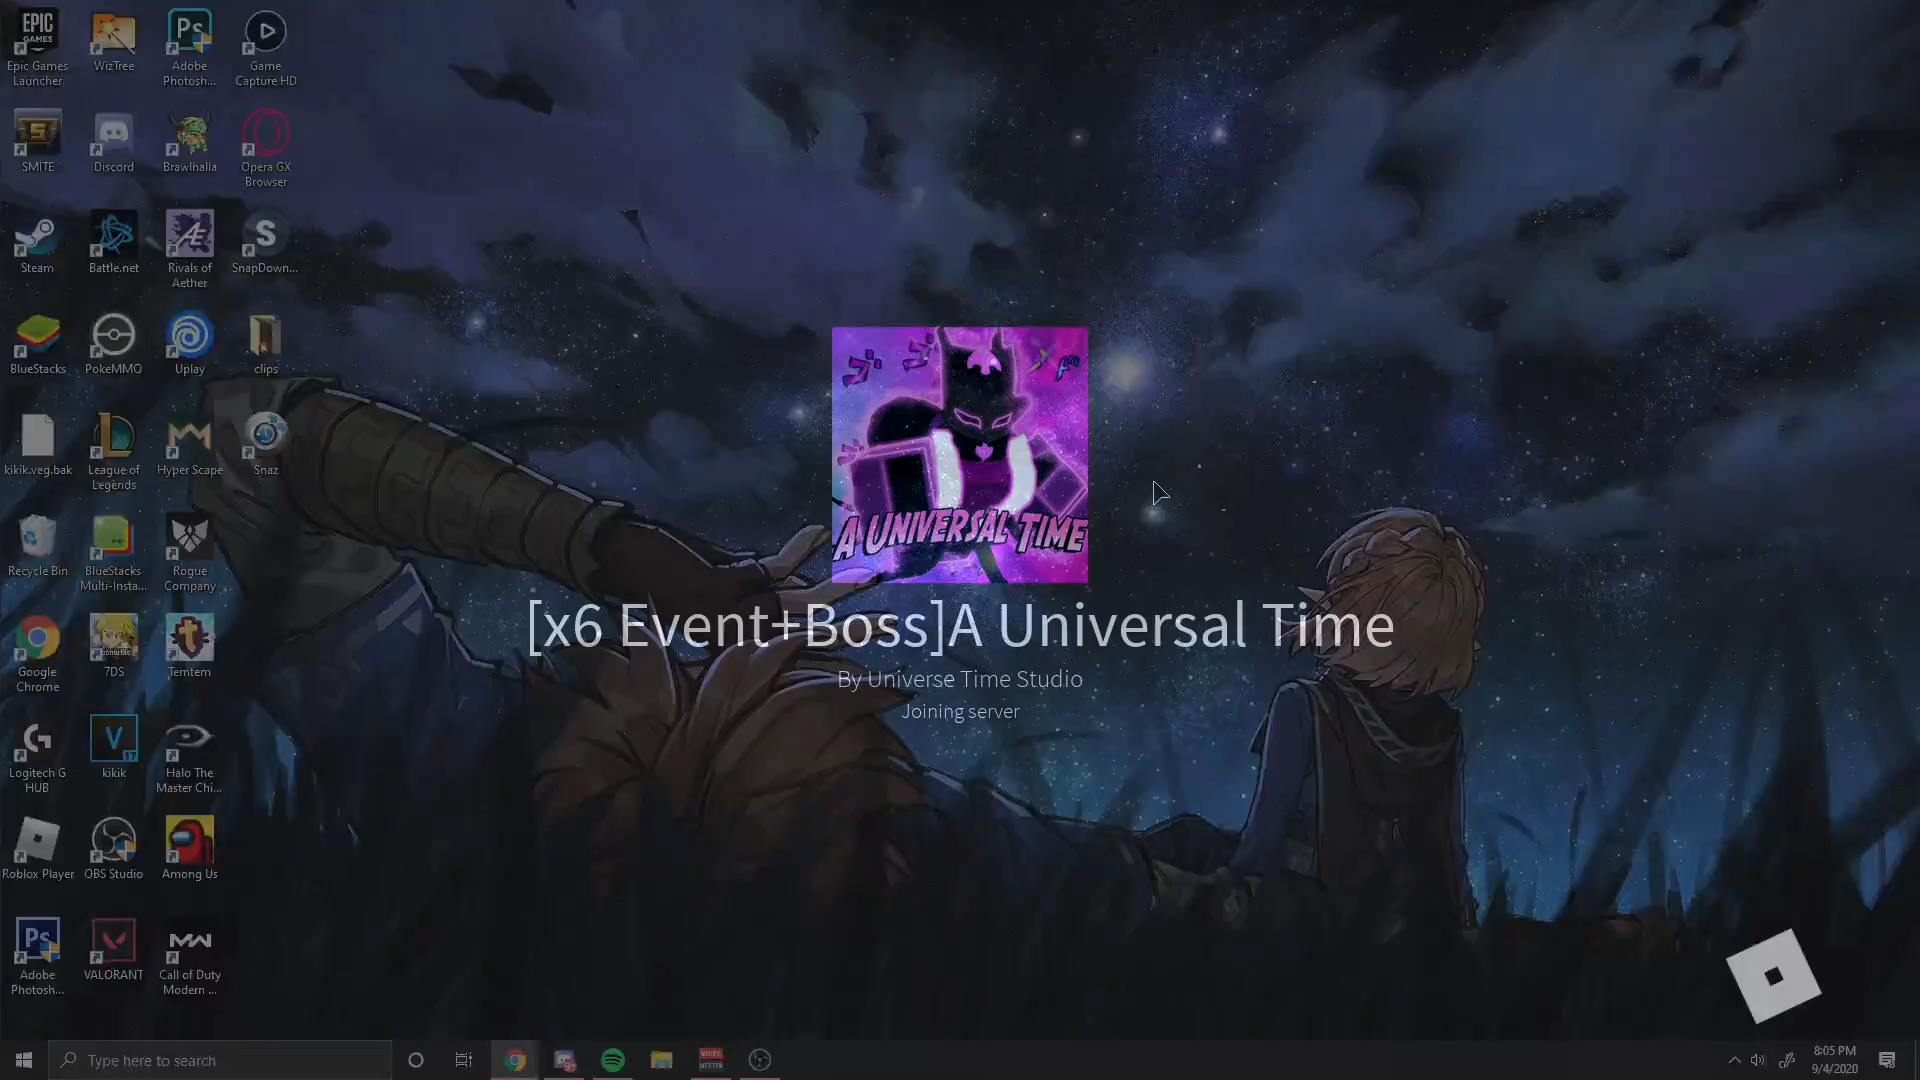 EPIC
GAMES
Epic Games
Launcher
WizTree
Ps
Adobe
Photosh...
Game
Capture HD
S
SMITE
Discord
Brawlhalla
Opera GX
Browser
Steam
Battle.net
Æ
Rivals of
Aether
S
SnapDown...
BlueStacks
PokeMMO
Uplay
clips
kikik.veg.bak
League of
Legends
Hyper Scape
Snaz
Recycle Bin
BlueStacks
Multi-Insta...
Rogue
Company
Google
Chrome
7DS
Temtem
Logitech G
HUB
V
17
kikik
Halo The
Master Chi...
Roblox Player
OBS Studio
Among Us
Ps
Adobe
Photosh...
VALORANT
MW
Call of Duty
Modern ...
A UNIVERSAL TIME
[x6 Event+Boss]A Universal Time
By Universe Time Studio
Joining server
Type here to search
9+
8:05 PM
9/4/2020